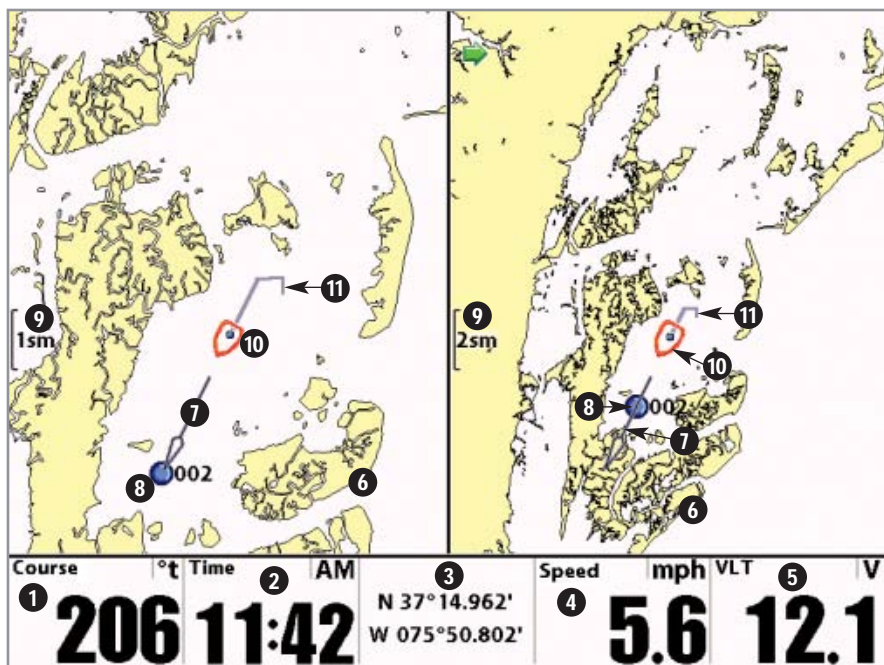 11
11
9
1sm
9
2sm
10
10
7
8
002
7
8
002
6
6
Course °t
1
206
Time AM
2
11:42
3
N 37°14.962'
W 075°50.802'
Speed mph
4
5.6
VLT V
5
12.1